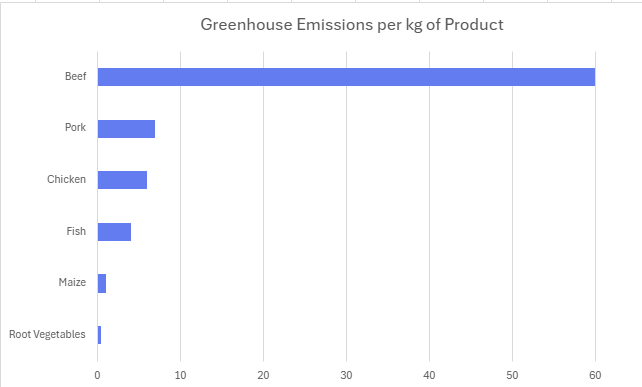 Greenhouse Emissions per kg of Product
Beef
Pork
Chicken
Fish
Maize
Root Vegetables
0 10 20 30 40 50 60